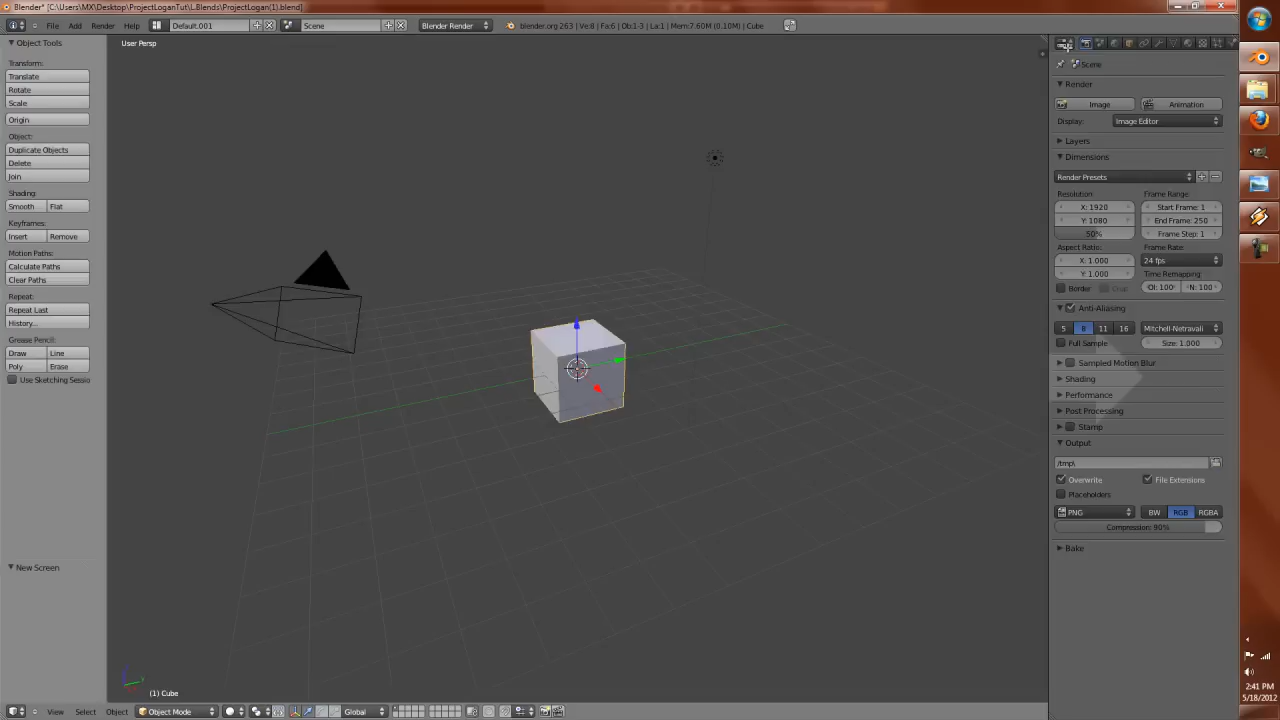 Blender* [C:\Users\MX\Desktop\ProjectLoganTut\LBlends\ProjectLogan(1).blend]
File Add Render Help Default.001 Scene Blender Render blender.org 263 | Ve:8 | Fa:6 | Ob:1-3 | La:1 | Mem:7.60M (0.10M) | Cube
Object Tools
Transform:
Translate
Rotate
Scale
Origin
Object:
Duplicate Objects
Delete
Join
Shading:
Smooth Flat
Keyframes:
Insert Remove
Motion Paths:
Calculate Paths
Clear Paths
Repeat:
Repeat Last
History...
Grease Pencil:
Draw Line
Poly Erase
Use Sketching Sessio
New Screen
User Persp
(1) Cube
View Select Object Object Mode Global
Scene
Render
Image Animation
Display: Image Editor
Layers
Dimensions
Render Presets
Resolution: Frame Range:
X: 1920 Start Frame: 1
Y: 1080 End Frame: 250
50% Frame Step: 1
Aspect Ratio: Frame Rate:
X: 1.000 24 fps
Y: 1.000 Time Remapping
Border Crop :100 N: 100
Anti-Aliasing
5 8 11 16 Mitchell-Netravali
Full Sample Size: 1.000
Sampled Motion Blur
Shading
Performance
Post Processing
Stamp
Output
/tmp\
Overwrite File Extensions
Placeholders
PNG BW RGB RGBA
Compression: 90%
Bake
2:41 PM
5/18/2012